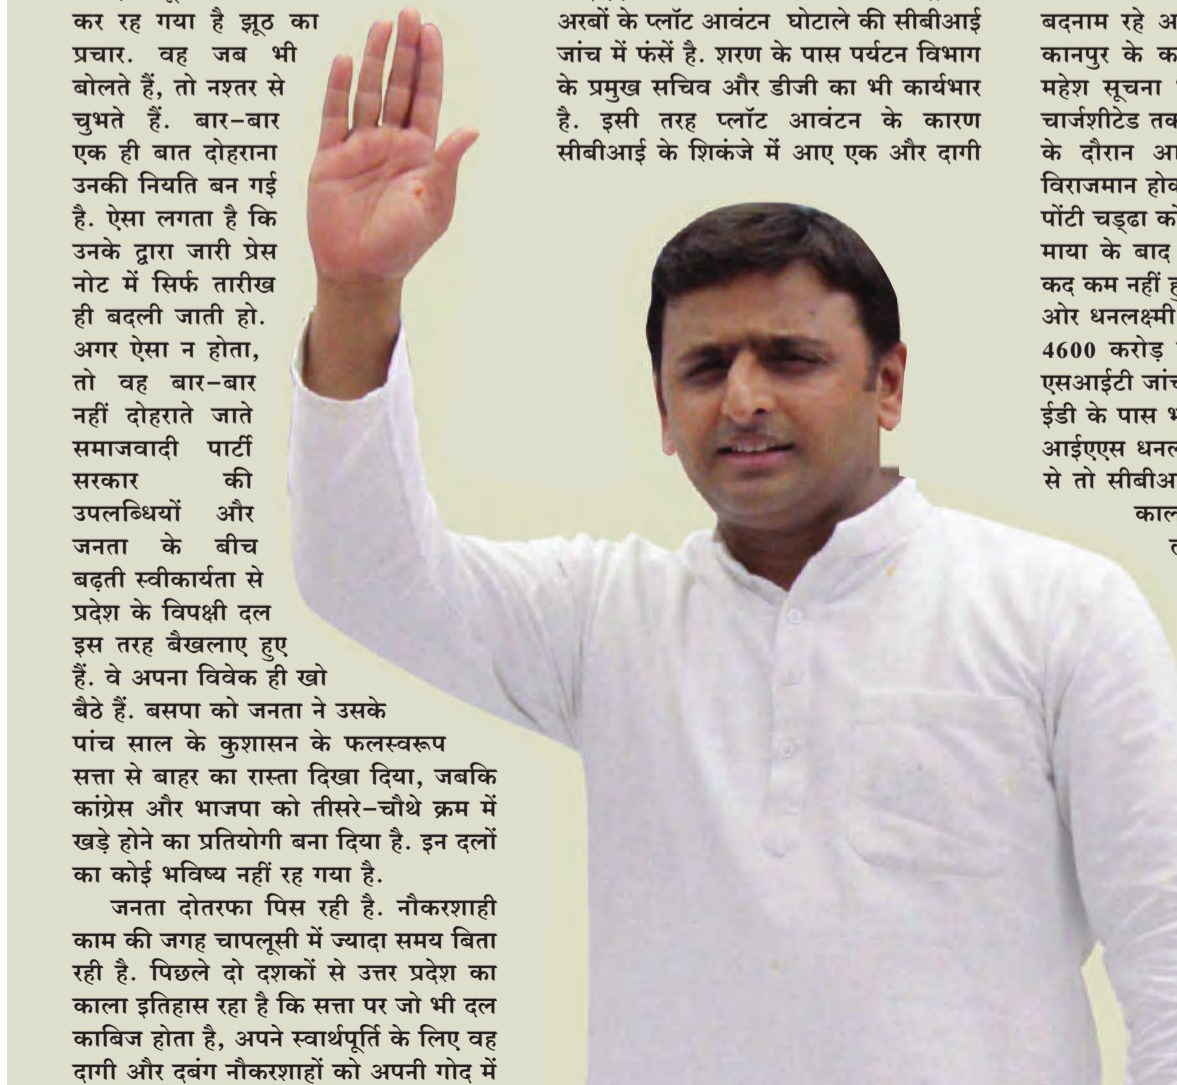 कर रह गया है झूठ का
प्रचार. वह जब भी
बोलते हैं, तो नश्तर से
चुभते हैं. बार-बार
एक ही बात दोहराना
उनकी नियति बन गई
है. ऐसा लगता है कि
उनके द्वारा जारी प्रेस
नोट में सिर्फ तारीख
ही बदली जाती हो.
अगर ऐसा न होता,
तो वह बार-बार
नहीं दोहराते जाते
समाजवादी पार्टी
सरकार की
उपलब्धियों और
जनता के बीच
बढ़ती स्वीकार्यता से
प्रदेश के विपक्षी दल
इस तरह बैखलाए हुए
हैं. वे अपना विवेक ही खो
बैठे हैं. बसपा को जनता ने उसके
पांच साल के कुशासन के फलस्वरूप
सत्ता से बाहर का रास्ता दिखा दिया, जबकि
कांग्रेस और भाजपा को तीसरे-चौथे क्रम में
खड़े होने का प्रतियोगी बना दिया है. इन दलों
का कोई भविष्य नहीं रह गया है.
जनता दोतरफा पिस रही है. नौकरशाही
काम की जगह चापलूसी में ज्यादा समय बिता
रही है. पिछले दो दशकों से उत्तर प्रदेश का
काला इतिहास रहा है कि सत्ता पर जो भी दल
काबिज होता है, अपने स्वार्थपूर्ति के लिए वह
दागी और दबंग नौकरशाहों को अपनी गोद में
अरबों के प्लॉट आवंटन घोटाले की सीबीआई
जांच में फंसें है. शरण के पास पर्यटन विभाग
के प्रमुख सचिव और डीजी का भी कार्यभार
है. इसी तरह प्लॉट आवंटन के कारण
सीबीआई के शिकंजे में आए एक और दागी
बदनाम रहे
कानपुर के
महेश सूचना
चार्जशीटेड
के दौरान
विराजमान
पोंटी चड्ढा
माया के बाद
कद कम नहीं
ओर धनलक्ष्मी
4600 करोड़
एसआईटी
ईडी के पास
आईएएस
से तो